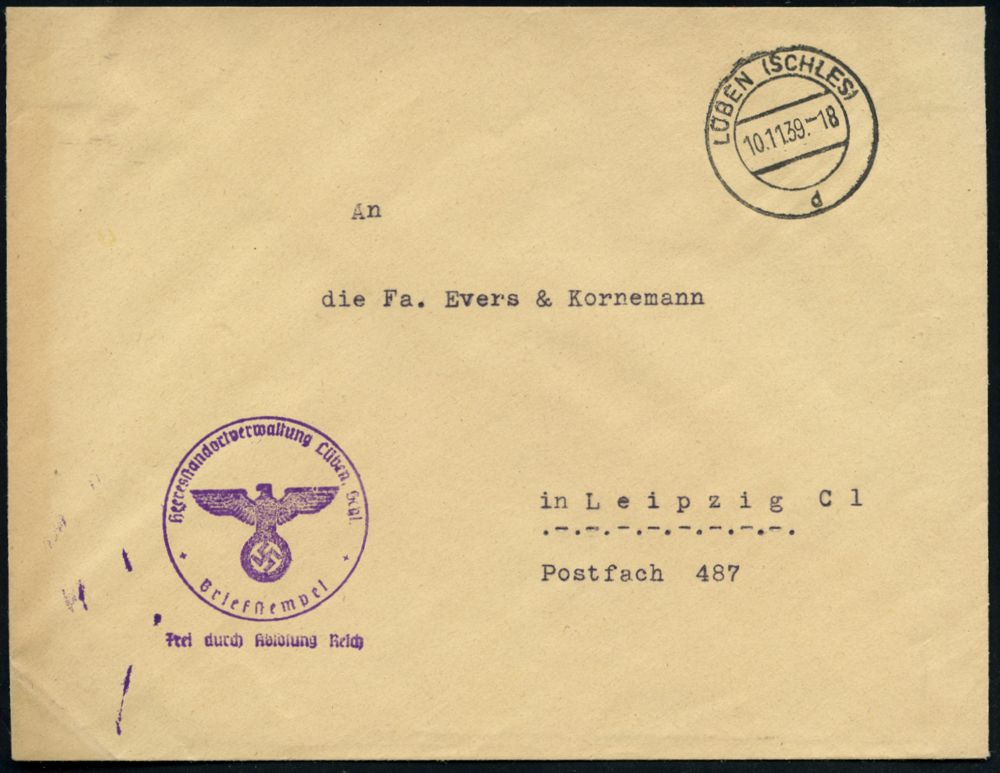 LÜBEN (SCHLES)
10.11.39.-18
d
An
die Fa. Evers & Kornemann
Heeresstandortverwaltung Lüben, Schl.
Briefstempel
Frei durch Ablösung Reich
in Leipzig C 1
.-.-.-.-.-.-.-.-.
Postfach 487